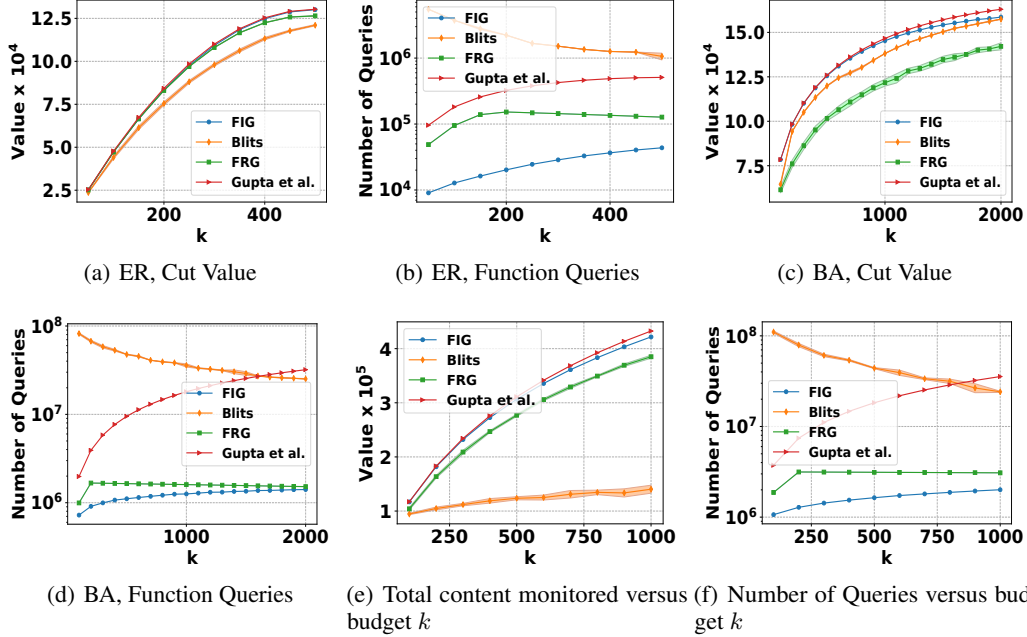 12.5
10.0
7.5
5.0
2.5
Value x 10^4
FIG
Blits
FRG
Gupta et al.
200
400
k
(a) ER, Cut Value
10^6
10^5
10^4
Number of Queries
FIG
Blits
FRG
Gupta et al.
200
400
k
(b) ER, Function Queries
15.0
12.5
10.0
7.5
Value x 10^4
FIG
Blits
FRG
Gupta et al.
1000
2000
k
(c) BA, Cut Value
10^8
10^7
10^6
Number of Queries
FIG
Blits
FRG
Gupta et al.
1000
2000
k
(d) BA, Function Queries
4
3
2
1
Value x 10^5
FIG
Blits
FRG
Gupta et al.
250
500
750
1000
k
(e) Total content monitored versus
budget k
10^8
10^7
10^6
Number of Queries
FIG
Blits
FRG
Gupta et al.
250
500
750
1000
k
(f) Number of Queries versus bud
get k